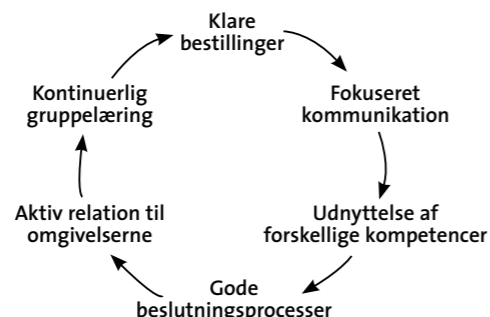 Klare
bestillinger
Fokuseret
kommunikation
Udnyttelse af
forskellige kompetencer
Gode
beslutningsprocesser
Aktiv relation til
omgivelserne
Kontinuerlig
gruppelæring